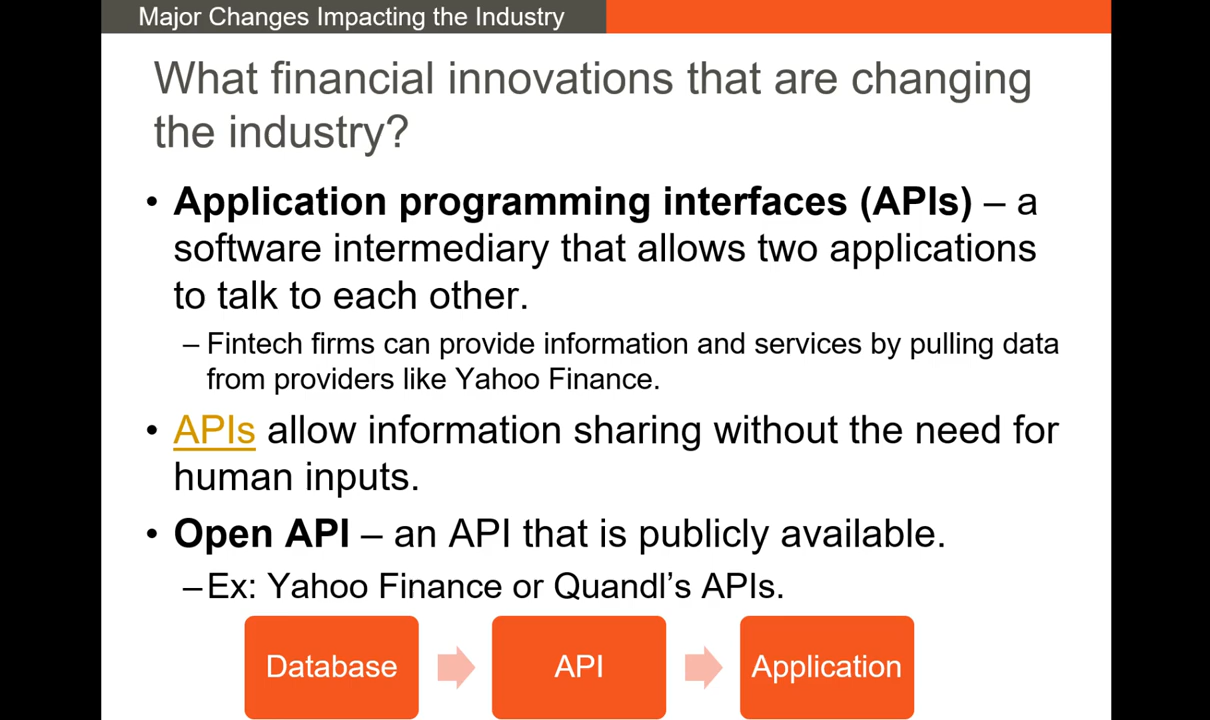 Major Changes Impacting the Industry
What financial innovations that are changing
the industry?
• Application programming interfaces (APIs) – a
software intermediary that allows two applications
to talk to each other.
– Fintech firms can provide information and services by pulling data
from providers like Yahoo Finance.
• APIs allow information sharing without the need for
human inputs.
• Open API – an API that is publicly available.
–Ex: Yahoo Finance or Quandl’s APIs.
Database
API
Application